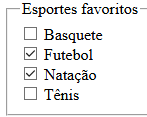 Esportes favoritos
Basquete
Futebol
Natação
Tênis